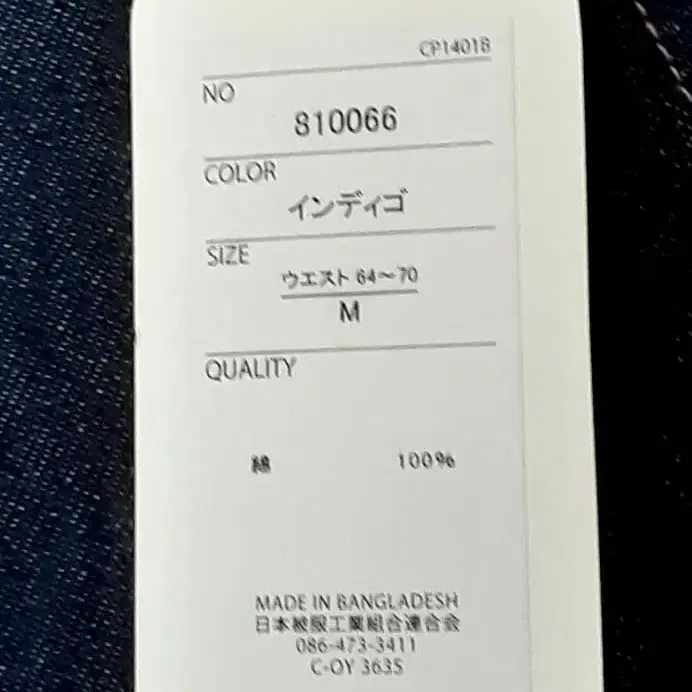 CP1401B
NO
810066
COLOR
インディゴ
SIZE
ウエスト 64～70
M
QUALITY
綿 100%
MADE IN BANGLADESH
日本被服工業組合連合会
086-473-3411
C-OY 3635